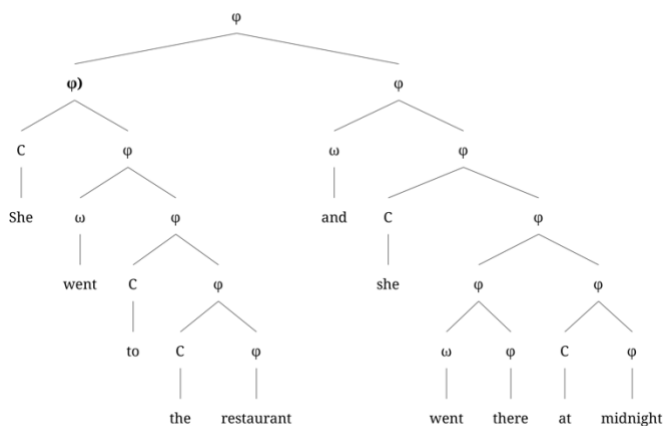 φ
φ) φ
C φ ω φ
She ω φ and C φ
went C φ she φ φ
to C φ ω φ C φ
the restaurant went there at midnight